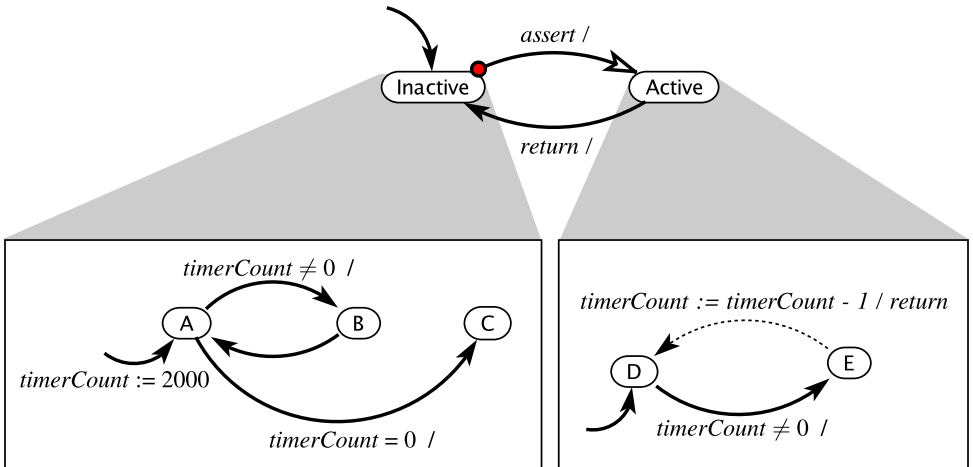 assert /
Inactive
Active
return /
timerCount ≠ 0 /
A
B
C
timerCount := 2000
timerCount = 0 /
timerCount := timerCount - 1 / return
D
E
timerCount ≠ 0 /